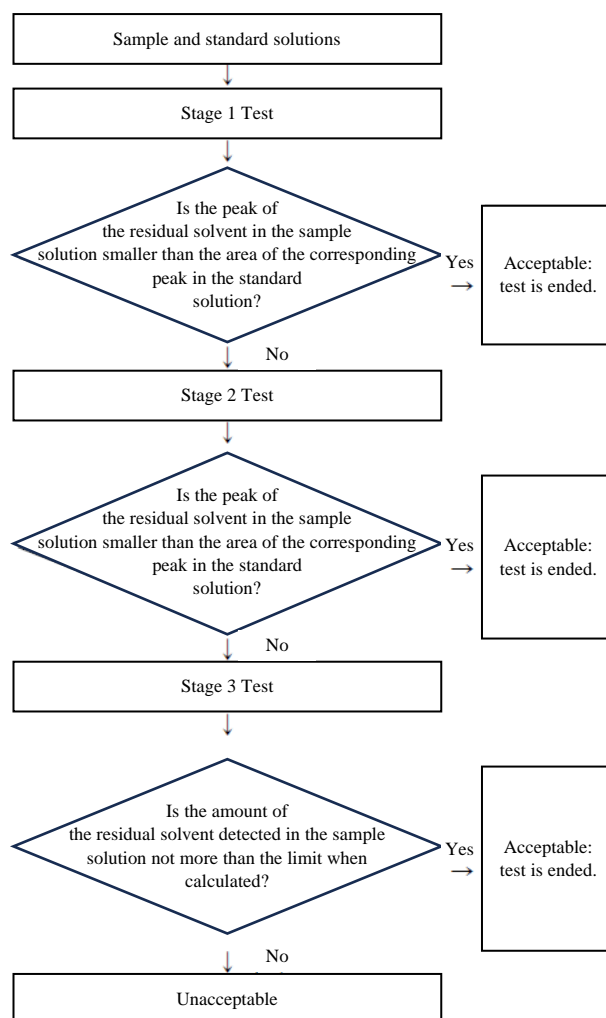 Sample and standard solutions
↓
Stage 1 Test
↓
Is the peak of
the residual solvent in the sample
solution smaller than the area of the corresponding
peak in the standard
solution?
Yes
→
Acceptable:
test is ended.
↓ No
Stage 2 Test
↓
Is the peak of
the residual solvent in the sample
solution smaller than the area of the corresponding
peak in the standard
solution?
Yes
→
Acceptable:
test is ended.
↓ No
Stage 3 Test
↓
Is the amount of
the residual solvent detected in the sample
solution not more than the limit when
calculated?
Yes
→
Acceptable:
test is ended.
↓ No
Unacceptable